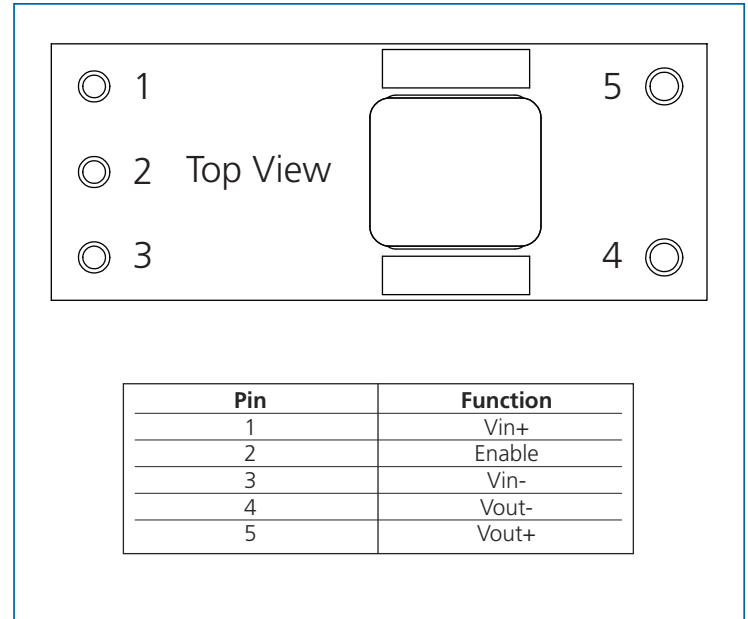 1 5
2 Top View
3 4
Pin Function
1 Vin+
2 Enable
3 Vin-
4 Vout-
5 Vout+